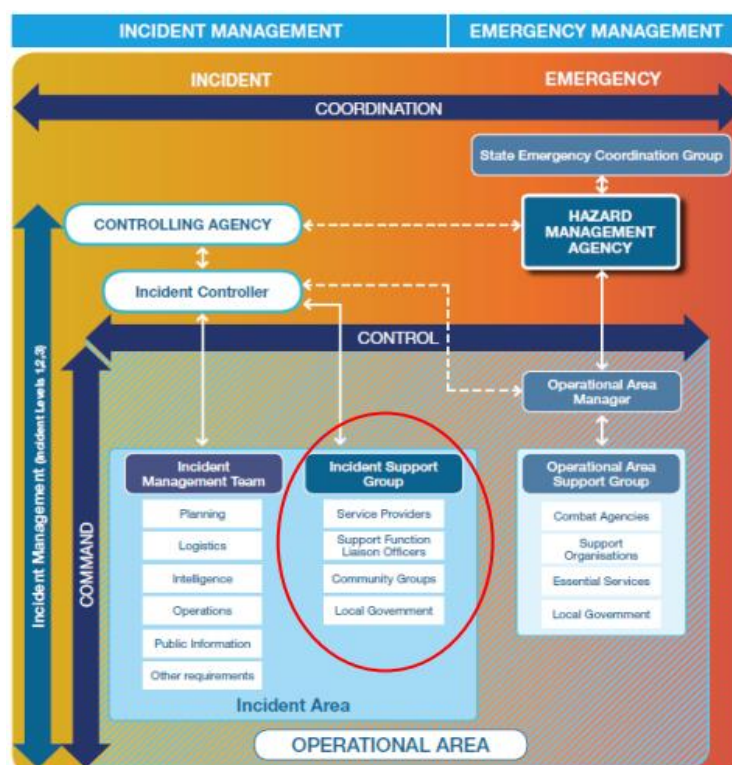 INCIDENT MANAGEMENT
EMERGENCY MANAGEMENT
INCIDENT
EMERGENCY
COORDINATION
State Emergency Coordination Group
CONTROLLING AGENCY
HAZARD
MANAGEMENT
AGENCY
Incident Controller
CONTROL
Operational Area
Manager
Incident Management (Incident Levels 1,2,3)
COMMAND
Incident
Management Team
Planning
Logistics
Intelligence
Operations
Public Information
Other requirements
Incident Support
Group
Service Providers
Support Function
Liaison Officers
Community Groups
Local Government
Operational Area
Support Group
Combat Agencies
Support
Organisations
Essential Services
Local Government
Incident Area
OPERATIONAL AREA